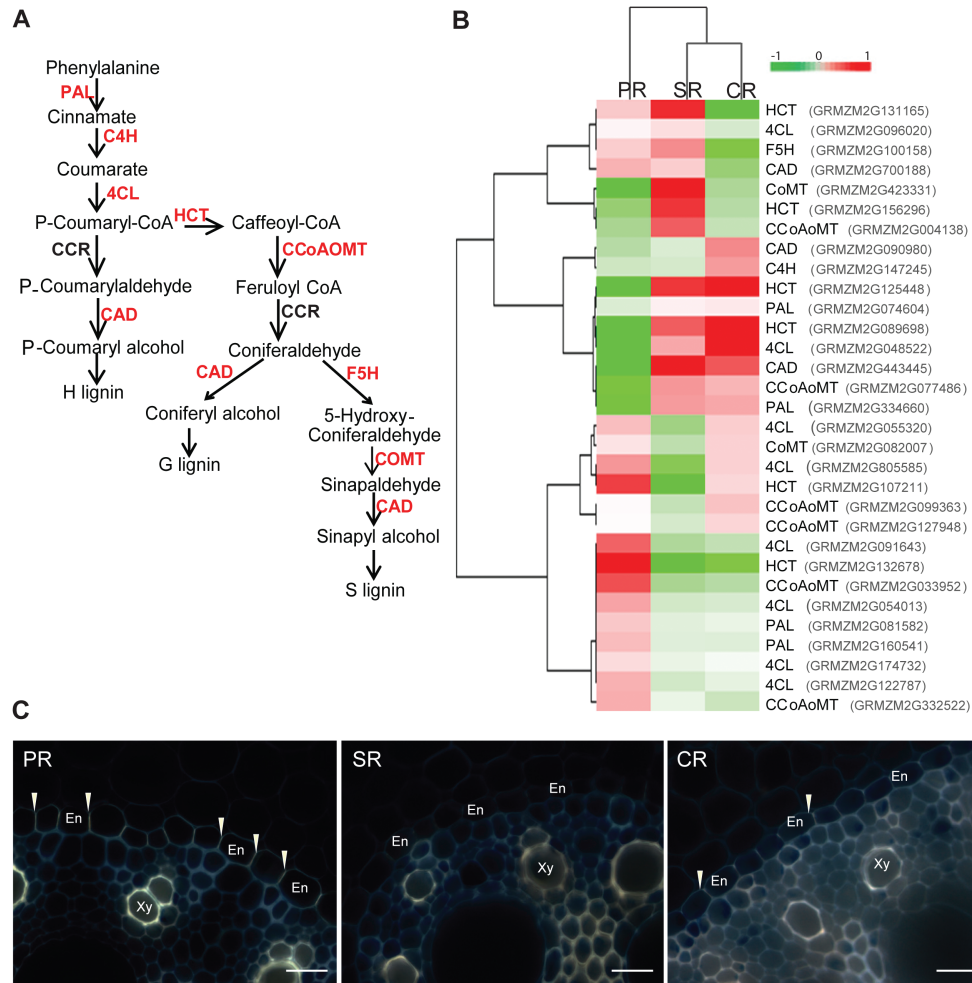 A
Phenylalanine
PAL
Cinnamate
C4H
Coumarate
4CL
P-Coumaryl-CoA
HCT
Caffeoyl-CoA
CCR
CCoAOMT
P-Coumarylaldehyde
Feruloyl CoA
CAD
CCR
P-Coumaryl alcohol
Coniferaldehyde
CAD
F5H
H lignin
Coniferyl alcohol
5-Hydroxy-
Coniferaldehyde
G lignin
COMT
Sinapaldehyde
CAD
Sinapyl alcohol
S lignin
B
-1 0 1
PR SR CR
HCT (GRMZM2G131165)
4CL (GRMZM2G096020)
F5H (GRMZM2G100158)
CAD (GRMZM2G700188)
CoMT (GRMZM2G423331)
HCT (GRMZM2G156296)
CCoAoMT (GRMZM2G004138)
CAD (GRMZM2G090980)
C4H (GRMZM2G147245)
HCT (GRMZM2G125448)
PAL (GRMZM2G074604)
HCT (GRMZM2G089698)
4CL (GRMZM2G048522)
CAD (GRMZM2G443445)
CCoAoMT (GRMZM2G077486)
PAL (GRMZM2G334660)
4CL (GRMZM2G055320)
CoMT (GRMZM2G082007)
4CL (GRMZM2G805585)
HCT (GRMZM2G107211)
CCoAoMT (GRMZM2G099363)
CCoAoMT (GRMZM2G127948)
4CL (GRMZM2G091643)
HCT (GRMZM2G132678)
CCoAoMT (GRMZM2G033952)
4CL (GRMZM2G054013)
PAL (GRMZM2G081582)
PAL (GRMZM2G160541)
4CL (GRMZM2G174732)
4CL (GRMZM2G122787)
CCoAoMT (GRMZM2G332522)
C
PR
En
En
En
Xy
SR
En
En
En
Xy
CR
En
En
En
Xy